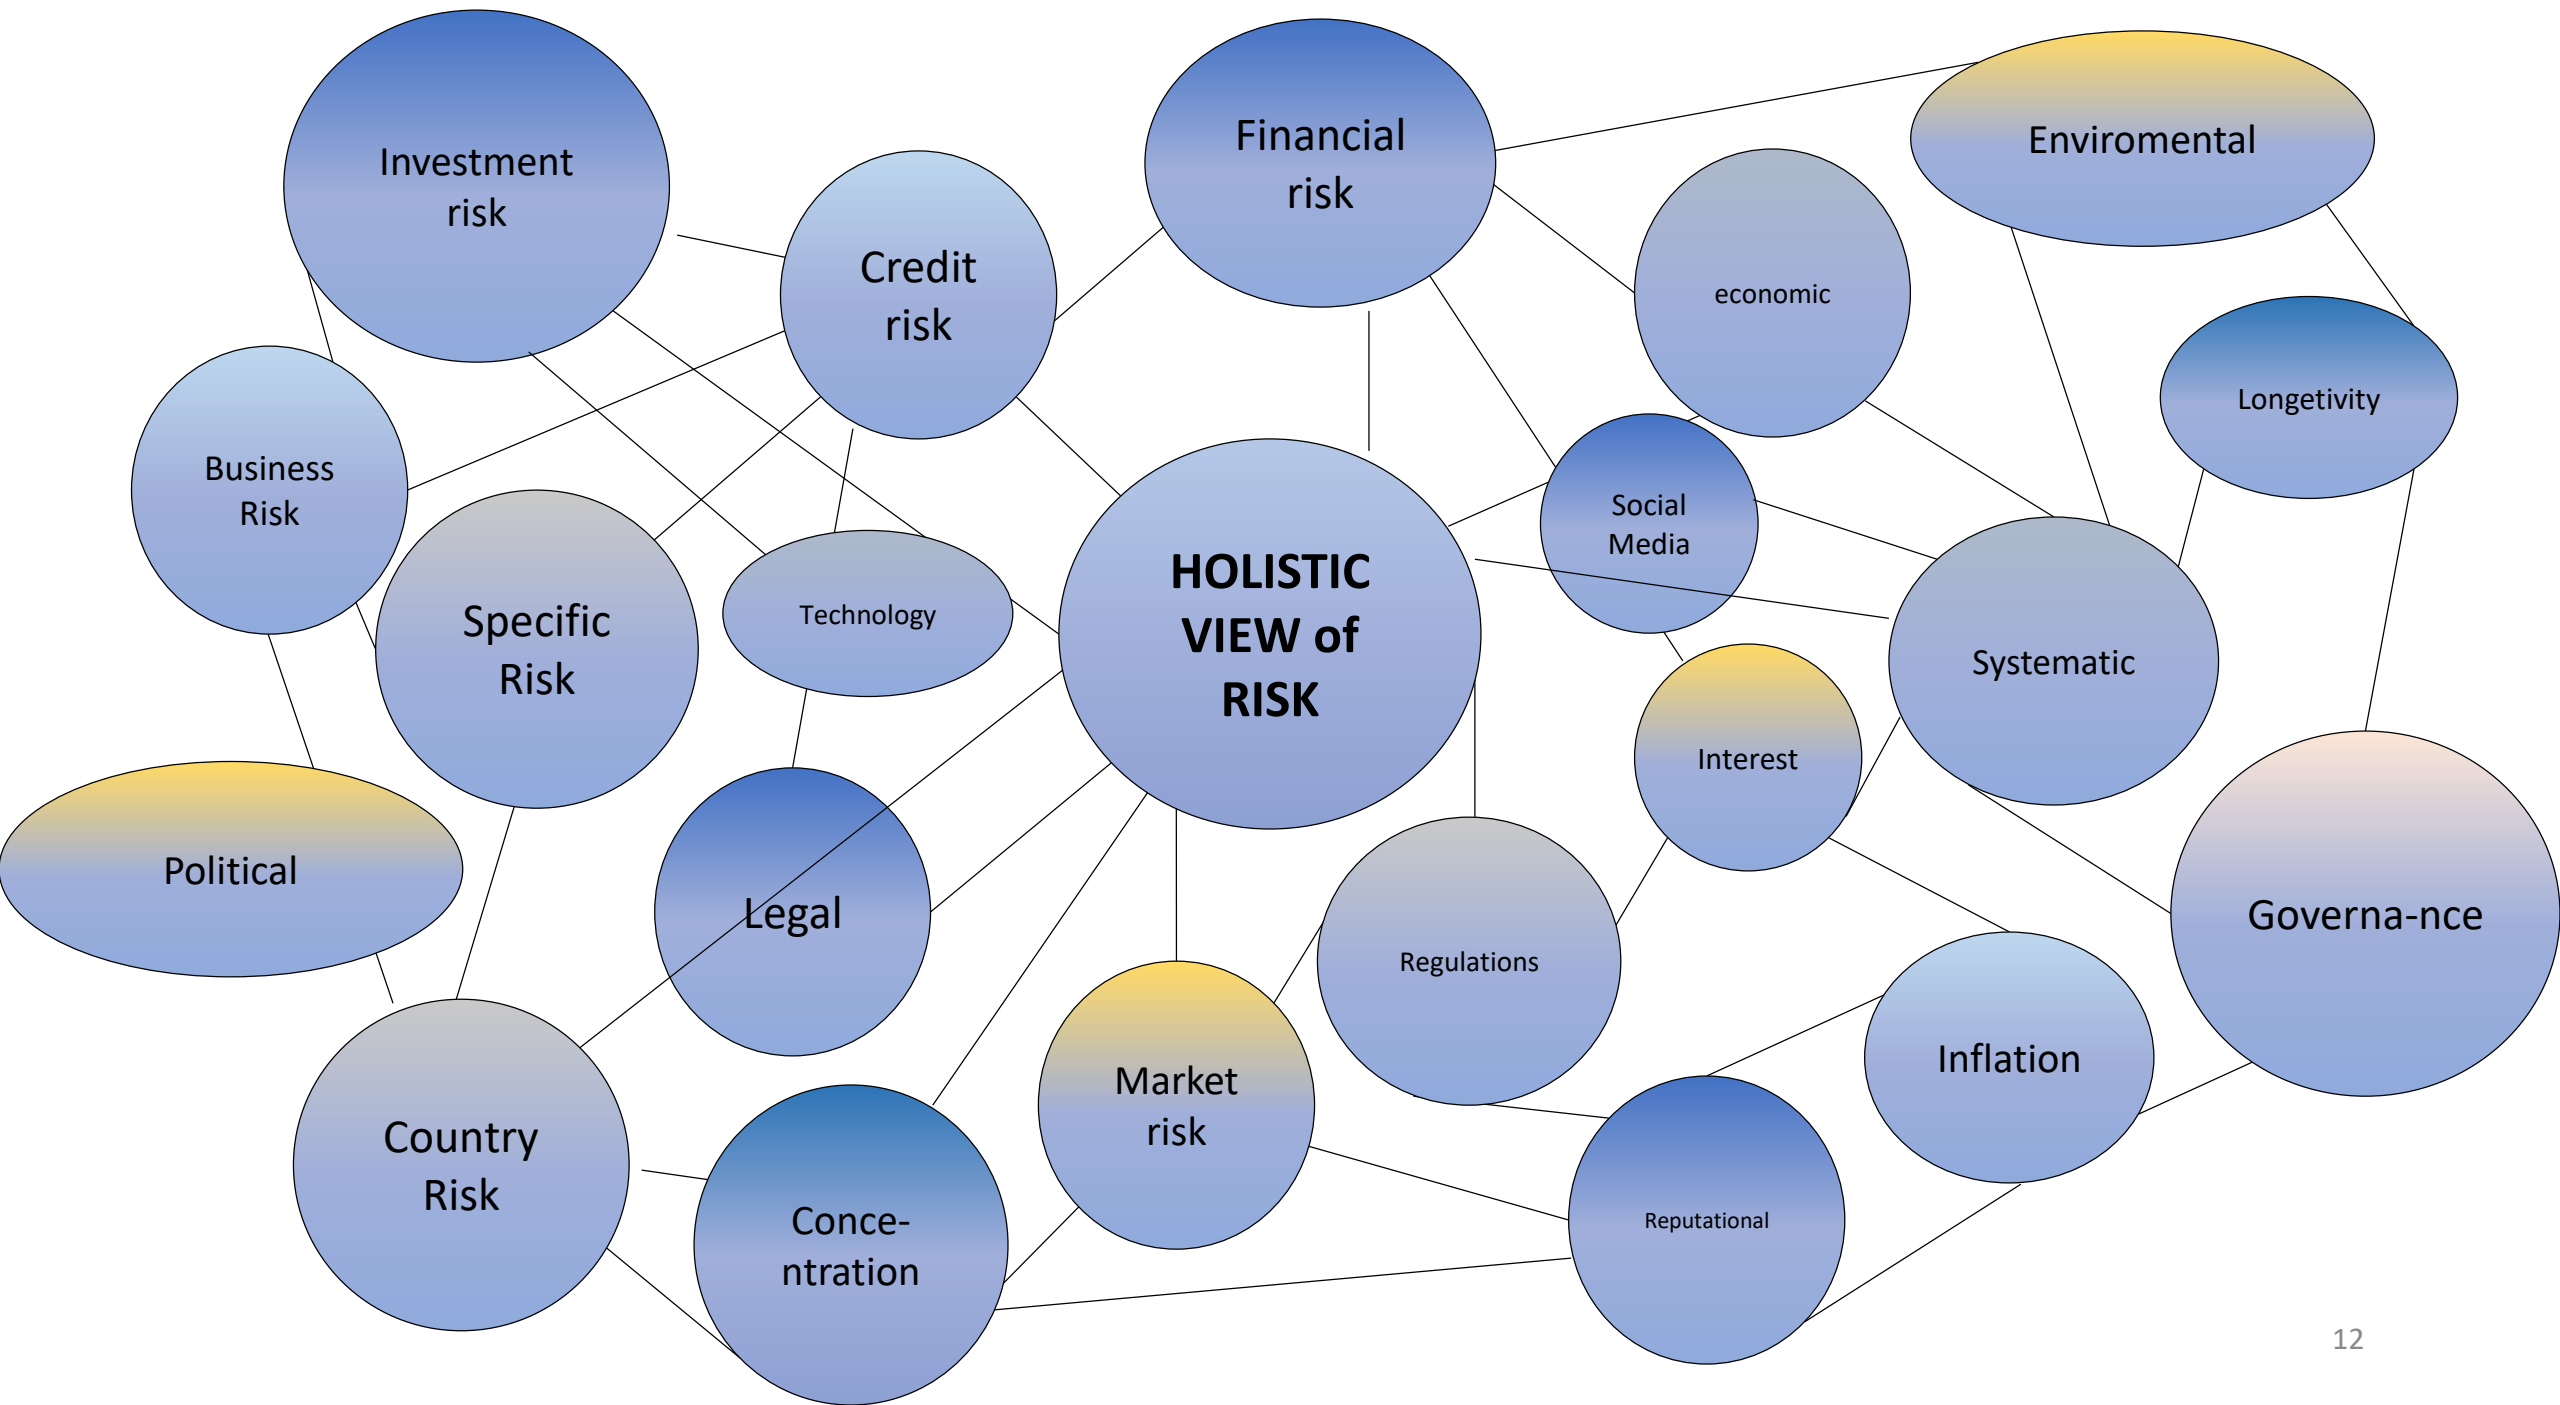 Investment
risk
Financial
risk
Enviromental
Credit
risk
economic
Longetivity
Business
Risk
Social
Media
HOLISTIC
VIEW of
RISK
Specific
Risk
Technology
Systematic
Interest
Political
Legal
Regulations
Governa-nce
Market
risk
Inflation
Country
Risk
Conce-
ntration
Reputational
12